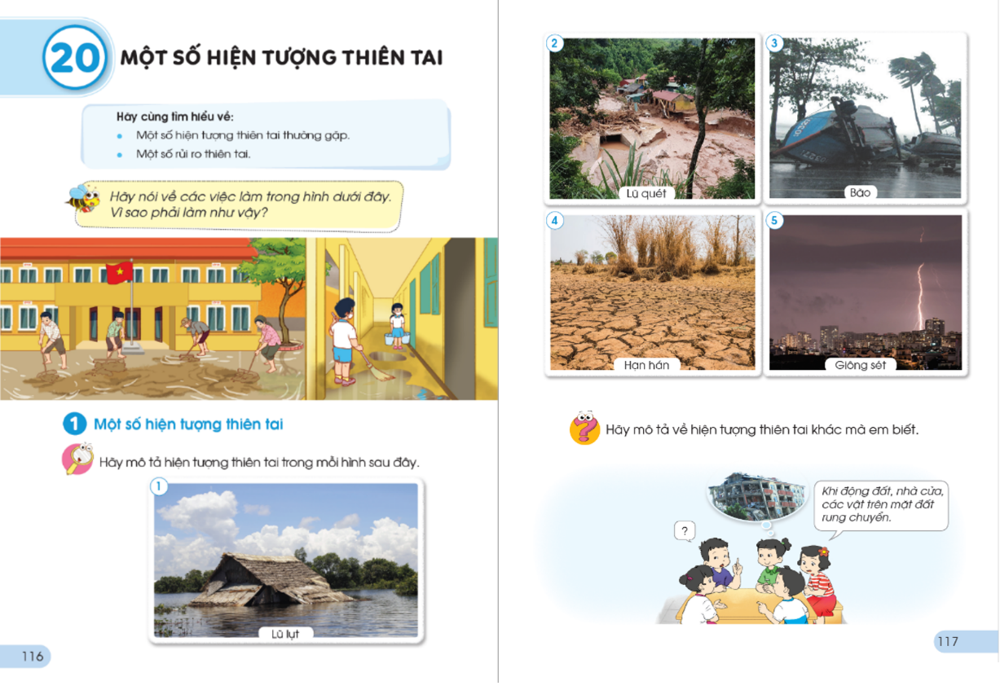 20
MỘT SỐ HIỆN TƯỢNG THIÊN TAI
Hãy cùng tìm hiểu về:
• Một số hiện tượng thiên tai thường gặp.
• Một số rủi ro thiên tai.
Hãy nói về các việc làm trong hình dưới đây.
Vì sao phải làm như vậy?
1 Một số hiện tượng thiên tai
Hãy mô tả hiện tượng thiên tai trong mỗi hình sau đây.
1
Lũ lụt
116
2
Lũ quét
3
Bão
4
Hạn hán
5
Giông sét
?
Hãy mô tả về hiện tượng thiên tai khác mà em biết.
Khi động đất, nhà cửa,
các vật trên mặt đất
rung chuyển.
?
117